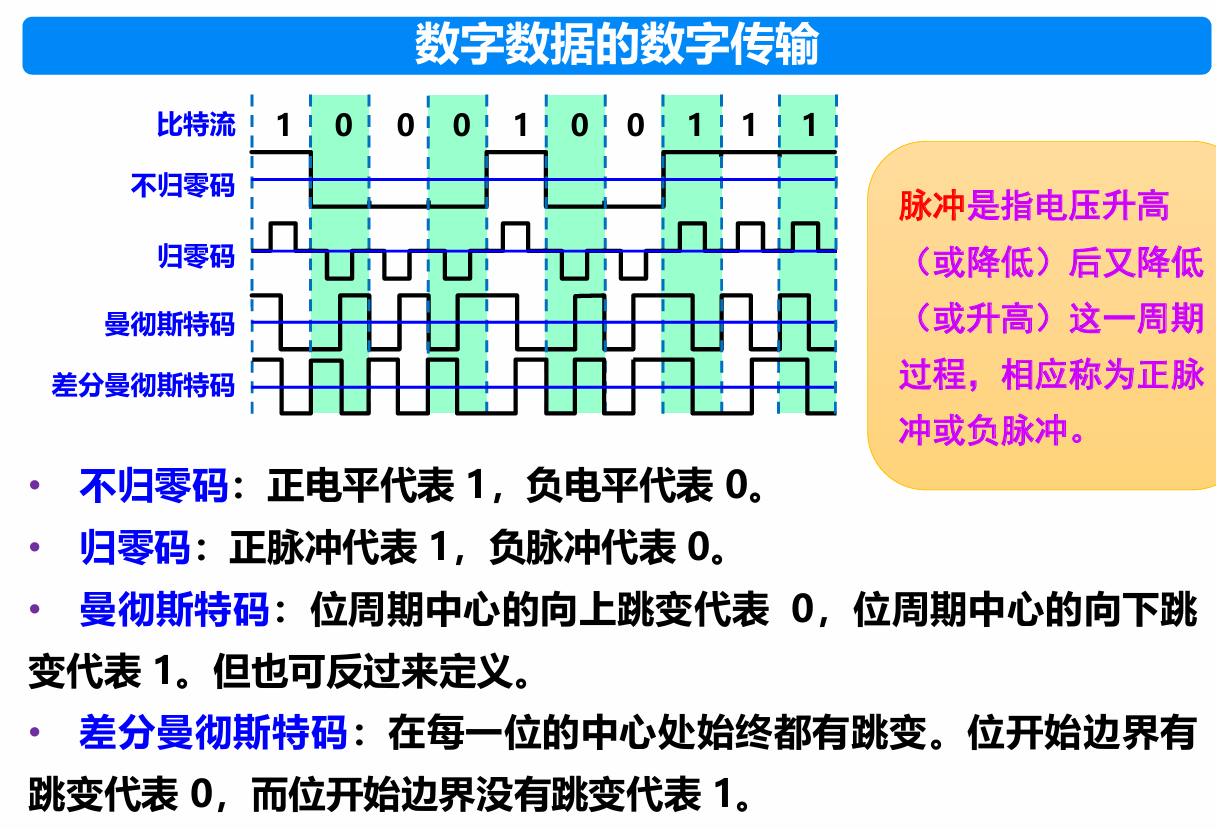 数字数据的数字传输
比特流 1 0 0 0 1 0 0 1 1 1
不归零码
归零码
曼彻斯特码
差分曼彻斯特码
脉冲是指电压升高
（或降低）后又降低
（或升高）这一周期
过程，相应称为正脉
冲或负脉冲。
• 不归零码：正电平代表 1，负电平代表 0。
• 归零码：正脉冲代表 1，负脉冲代表 0。
• 曼彻斯特码：位周期中心的向上跳变代表 0，位周期中心的向下跳
变代表 1。但也可反过来定义。
• 差分曼彻斯特码：在每一位的中心处始终都有跳变。位开始边界有
跳变代表 0，而位开始边界没有跳变代表 1。